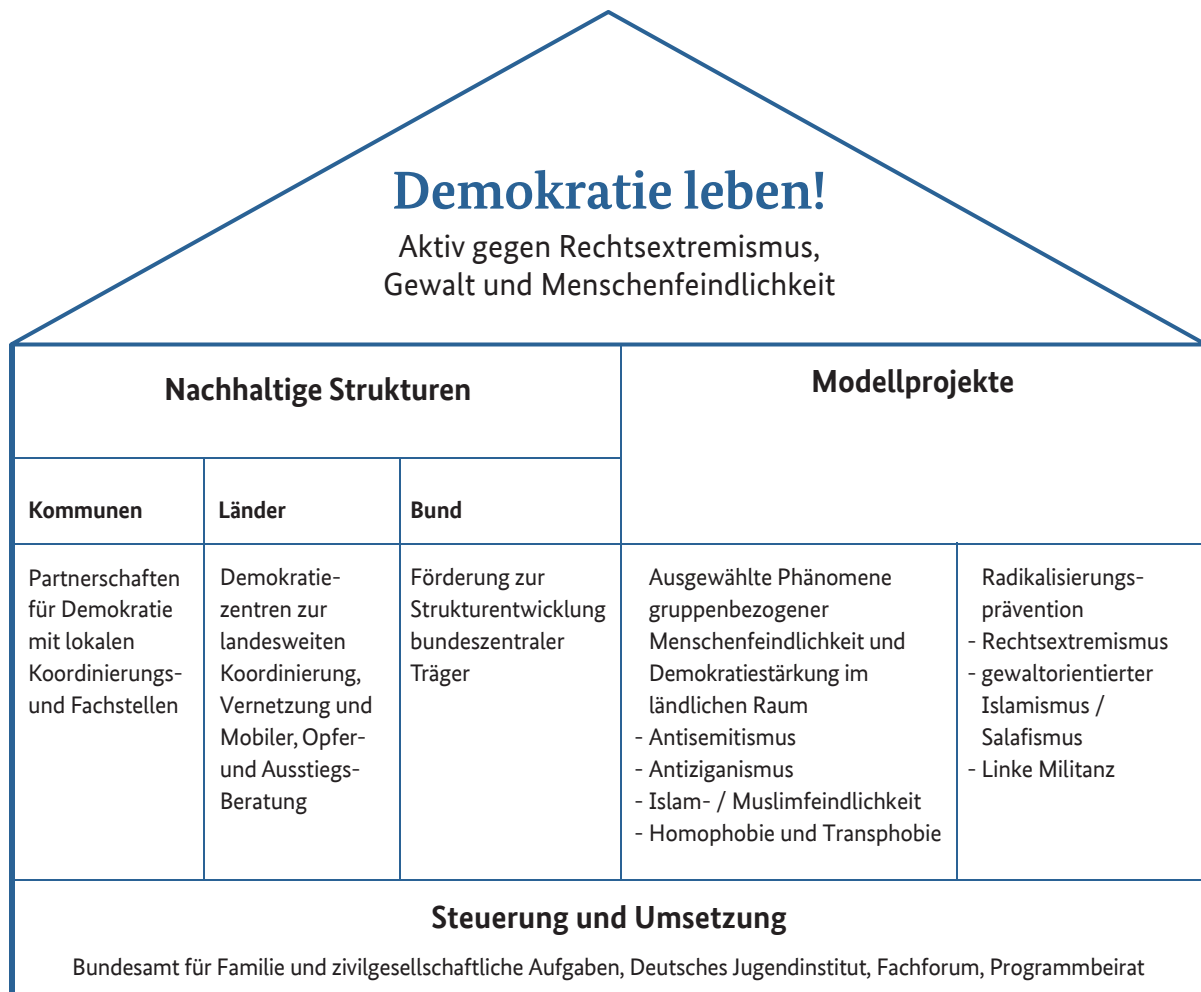 Demokratie leben!
Aktiv gegen Rechtsextremismus,
Gewalt und Menschenfeindlichkeit
Nachhaltige Strukturen
Modellprojekte
Kommunen
Länder
Bund
Partnerschaften
für Demokratie
mit lokalen
Koordinierungs-
und Fachstellen
Demokratie-
zentren zur
landesweiten
Koordinierung,
Vernetzung und
Mobiler, Opfer-
und Ausstiegs-
Beratung
Förderung zur
Strukturentwicklung
bundeszentraler
Träger
Ausgewählte Phänomene
gruppenbezogener
Menschenfeindlichkeit und
Demokratiestärkung im
ländlichen Raum
- Antisemitismus
- Antiziganismus
- Islam- / Muslimfeindlichkeit
- Homophobie und Transphobie
Radikalisierungs-
prävention
- Rechtsextremismus
- gewaltorientierter
Islamismus /
Salafismus
- Linke Militanz
Steuerung und Umsetzung
Bundesamt für Familie und zivilgesellschaftliche Aufgaben, Deutsches Jugendinstitut, Fachforum, Programmbeirat